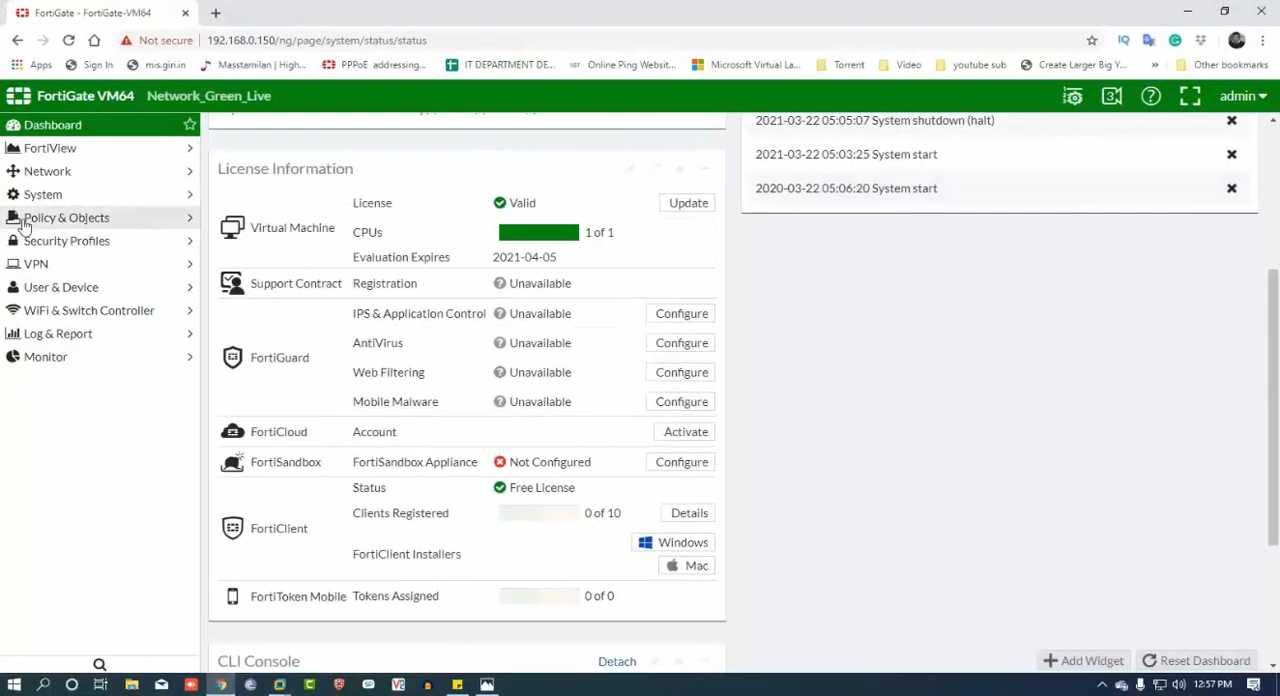 FortiGate - FortiGate-VM64
Not secure 192.168.0.150/ng/page/system/status/status
Apps Sign In mis.giri.in Masstamilan | High... PPPoE addressing... IT DEPARTMENT DE... Online Ping Websit... Microsoft Virtual La... Torrent Video youtube sub Create Larger Big Y... » Other bookmarks
FortiGate VM64 Network_Green_Live admin
Dashboard
FortiView
Network
System
Policy & Objects
Security Profiles
VPN
User & Device
WiFi & Switch Controller
Log & Report
Monitor
License Information
Virtual Machine
License Valid Update
CPUs 1 of 1
Evaluation Expires 2021-04-05
Support Contract Registration Unavailable
FortiGuard
IPS & Application Control Unavailable Configure
AntiVirus Unavailable Configure
Web Filtering Unavailable Configure
Mobile Malware Unavailable Configure
FortiCloud Account Activate
FortiSandbox FortiSandbox Appliance Not Configured Configure
FortiClient
Status Free License
Clients Registered 0 of 10 Details
FortiClient Installers Windows
Mac
FortiToken Mobile Tokens Assigned 0 of 0
CLI Console Detach
2021-03-22 05:05:07 System shutdown (halt)
2021-03-22 05:03:25 System start
2020-03-22 05:06:20 System start
Add Widget Reset Dashboard
12:57 PM